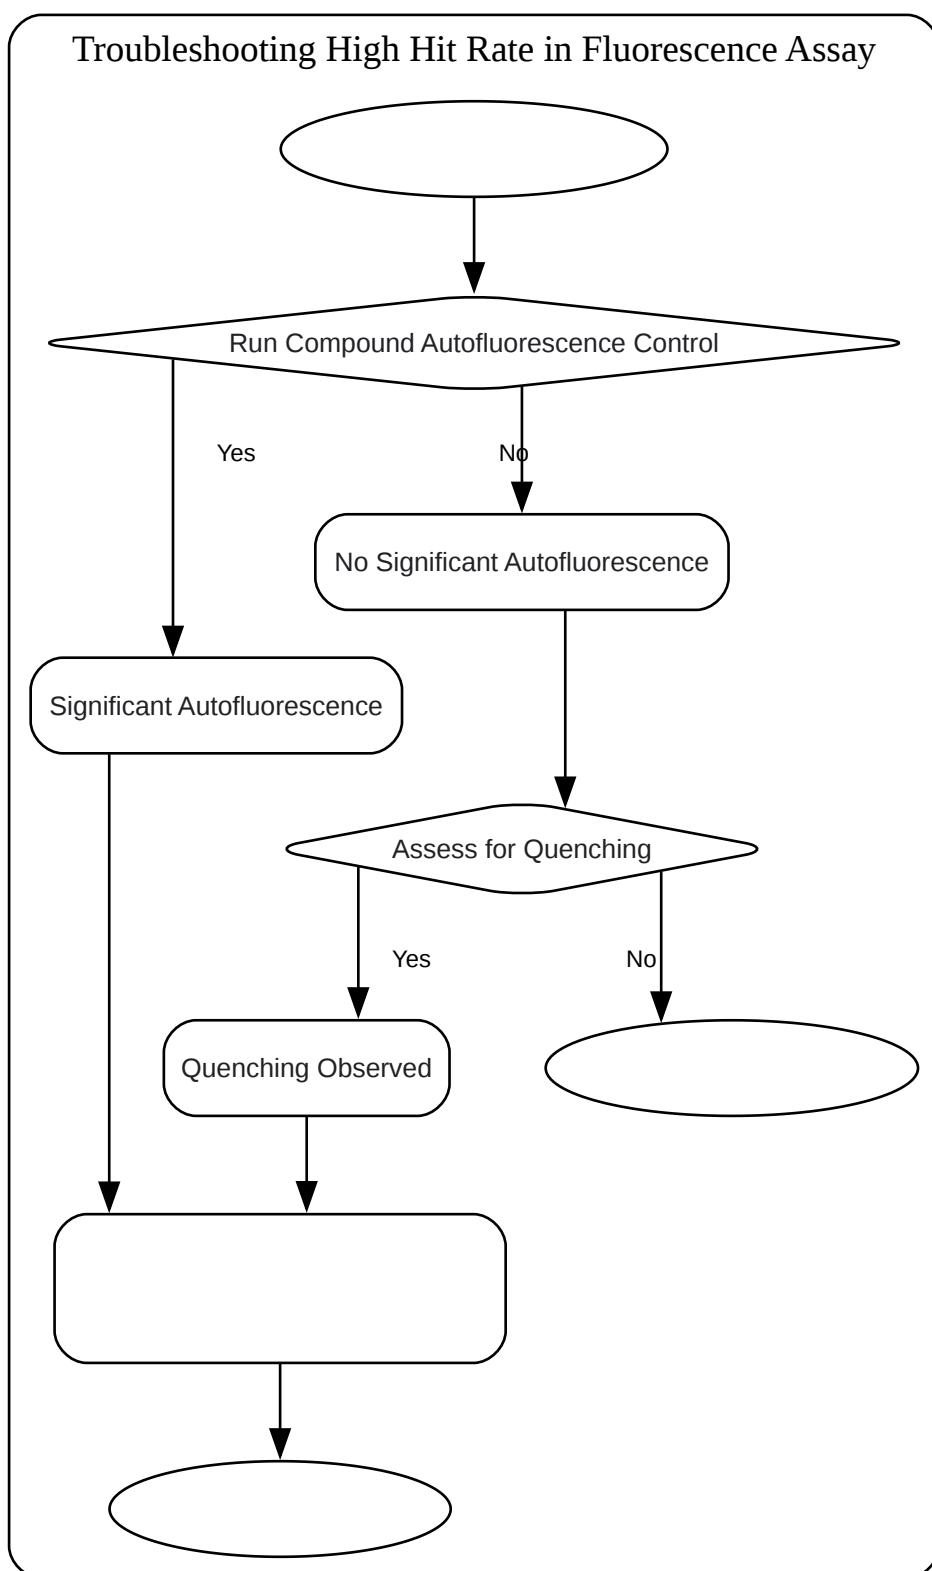 Troubleshooting High Hit Rate in Fluorescence Assay
Run Compound Autofluorescence Control
Yes
No
No Significant Autofluorescence
Significant Autofluorescence
Assess for Quenching
Yes
No
Quenching Observed